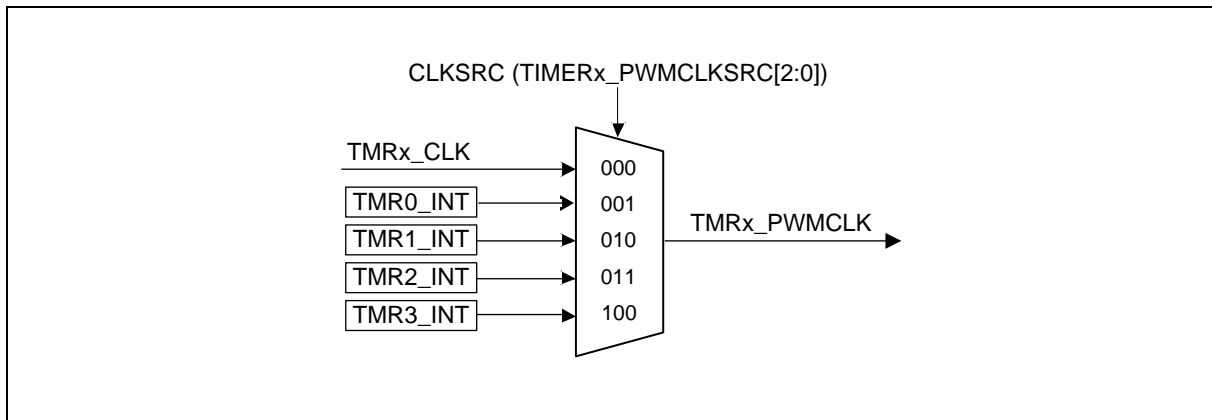 CLKSRC (TIMERx_PWMCLKSRC[2:0])
TMRx_CLK
000
TMR0_INT
001
TMRx_PWMCLK
TMR1_INT
010
TMR2_INT
011
TMR3_INT
100